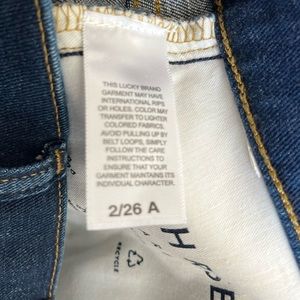 THIS LUCKY BRAND
GARMENT MAY HAVE
INTERNATIONAL RIPS
OR HOLES. COLOR MAY
TRANSFER TO LIGHTER
COLORED FABRICS.
AVOID PULLING UP BY
BELT LOOPS, SIMPLY
FOLLOW THE CARE
INSTRUCTIONS TO
ENSURE THAT YOUR
GARMENT MAINTAINS ITS
INDIVIDUAL CHARACTER.
2/26 A
RECYCLE